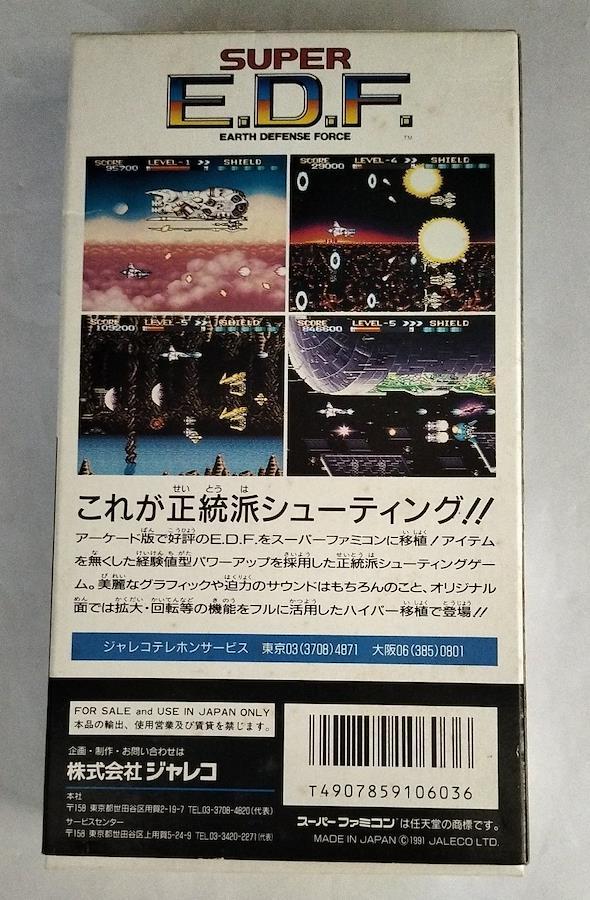 SUPER
E.D.F.
EARTH DEFENSE FORCE
TM
SCORE LEVEL-1 >> SHIELD
95700
SCORE LEVEL-4 >>> SHIELD
29000
SCORE LEVEL-5 >> SHIELD
109200
SCORE LEVEL-5 >>> SHIELD
846600
これが正統派シューティング!!
アーケード版で好評のE.D.F.をスーパーファミコンに移植!アイテム
を無くした経験値型パワーアップを採用した正統派シューティングゲー
ム。美麗なグラフィックや迫力のサウンドはもちろんのこと、オリジナル
面では拡大・回転等の機能をフルに活用したハイパー移植で登場!!
ジャレコテレホンサービス 東京03(3708)4871 大阪06(385)0801
FOR SALE and USE IN JAPAN ONLY
本品の輸出、使用営業及び賃貸を禁じます。
企画・制作・お問い合わせは
株式会社ジャレコ
本社
〒158 東京都世田谷区用賀2-19-7 TEL.03-3708-4820(代表)
サービスセンター
〒158 東京都世田谷区上用賀5-24-9 TEL.03-3420-2271(代表)
T4907859106036
スーパーファミコンは任天堂の商標です。
MADE IN JAPAN ©1991 JALECO LTD.